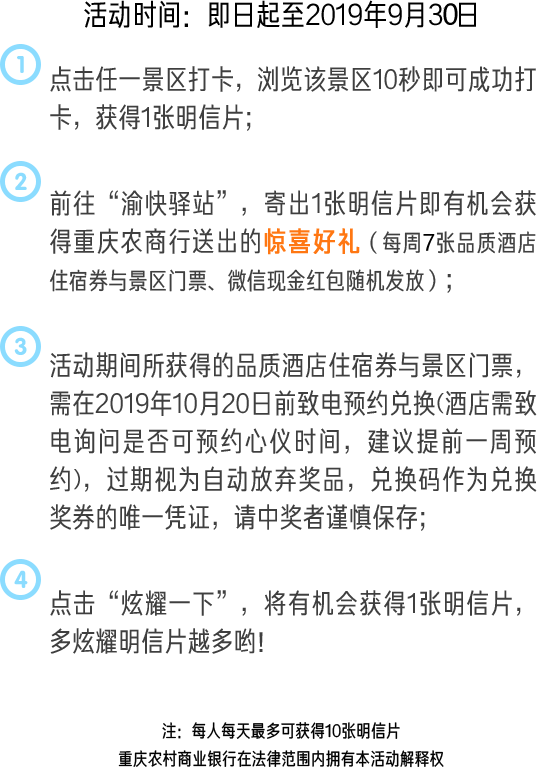 活动时间：即日起至2019年9月30日
1
点击任一景区打卡，浏览该景区10秒即可成功打
卡，获得1张明信片；
2
前往“渝快驿站”，寄出1张明信片即有机会获
得重庆农商行送出的惊喜好礼（每周7张品质酒店
住宿券与景区门票、微信现金红包随机发放）；
3
活动期间所获得的品质酒店住宿券与景区门票，
需在2019年10月20日前致电预约兑换(酒店需致
电询问是否可预约心仪时间，建议提前一周预
约)，过期视为自动放弃奖品，兑换码作为兑换
奖券的唯一凭证，请中奖者谨慎保存；
4
点击“炫耀一下”，将有机会获得1张明信片，
多炫耀明信片越多哟！
注：每人每天最多可获得10张明信片
重庆农村商业银行在法律范围内拥有本活动解释权